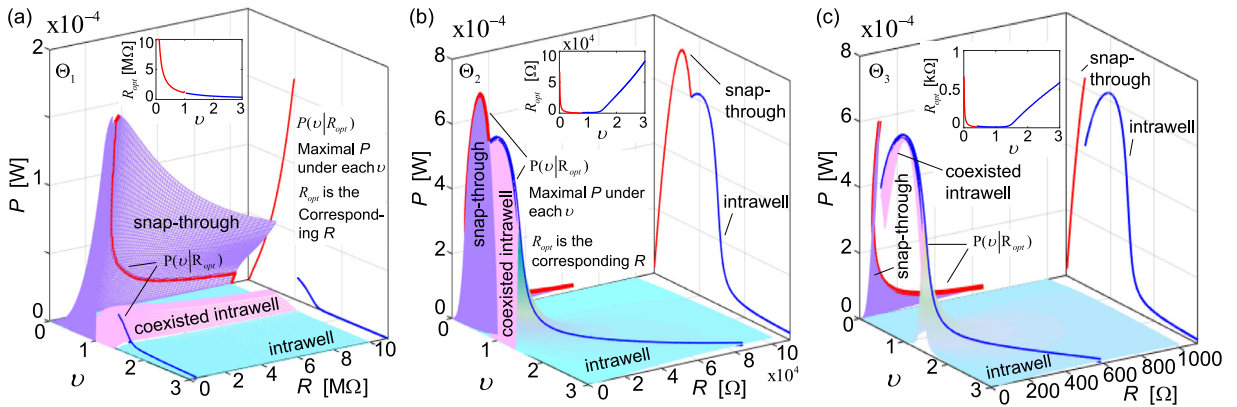 (a)
x10⁻⁴
2
1
0
P [W]
Θ₁
10
5
0
R_opt [MΩ]
0 1 2 3
υ
P(υ|R_opt)
Maximal P
under each υ
R_opt is the
Correspond-
ing R
snap-through
P(υ|R_opt)
coexisted intrawell
intrawell
0
1
2
3
υ
0
2
4
6
8
10
R [MΩ]
(b)
x10⁻⁴
8
6
4
2
0
P [W]
Θ₂
x10⁴
10
5
0
R_opt [Ω]
0 1 2 3
υ
snap-
through
P(υ|R_opt)
Maximal P under
each υ
R_opt is the
corresponding R
intrawell
snap-through
coexisted intrawell
intrawell
0
1
2
3
υ
0
2
4
6
8
10
x10⁴
R [Ω]
(c)
x10⁻⁴
8
6
4
2
0
P [W]
Θ₃
1
0.5
0
R_opt [kΩ]
0 1 2 3
υ
snap-
through
intrawell
coexisted
intrawell
snap-through
P(υ|R_opt)
intrawell
0
1
2
3
υ
0
200
400
600
800
1000
R [Ω]